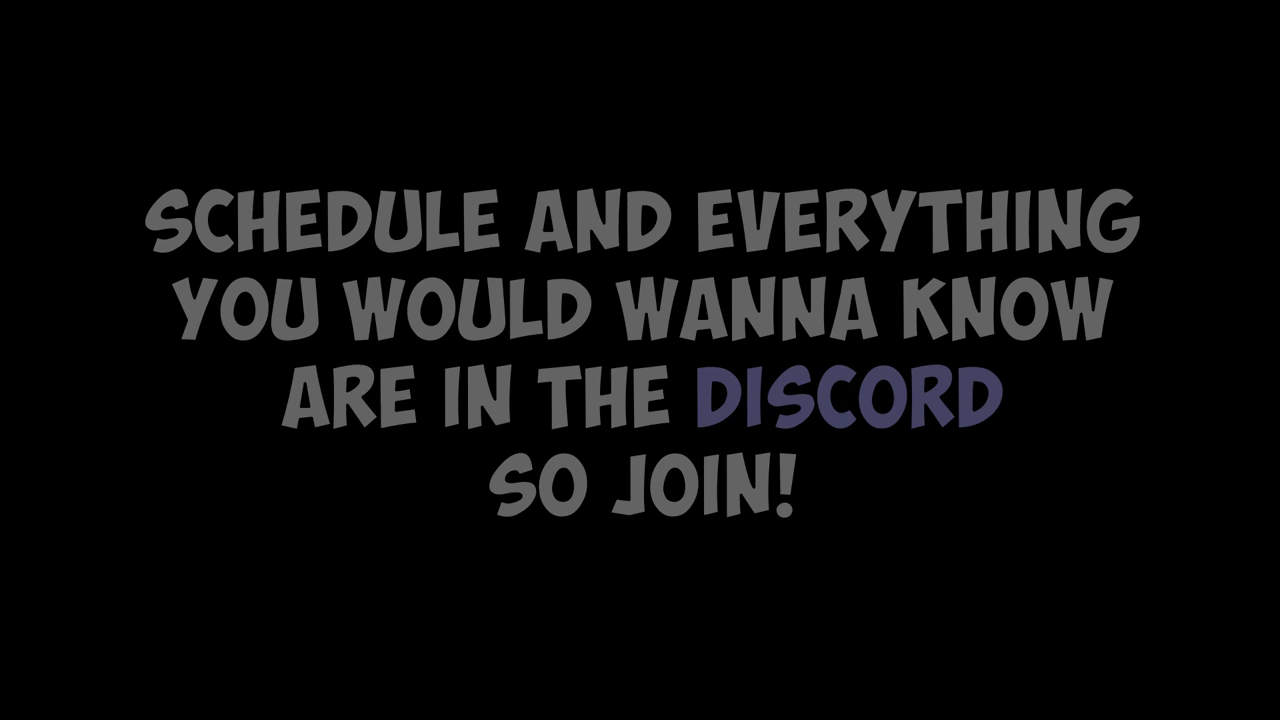 SCHEDULE AND EVERYTHING
YOU WOULD WANNA KNOW
ARE IN THE DISCORD
SO JOIN!